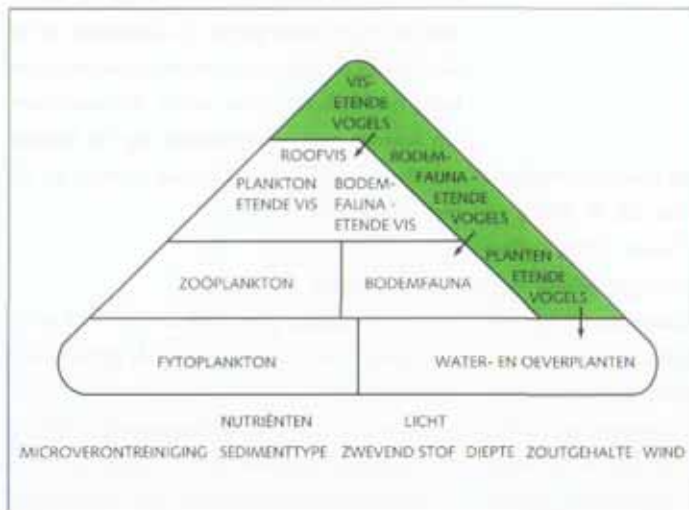 VIS-
ETENDE
VOGELS
ROOFVIS
PLANKTON
ETENDE VIS
BODEM-
FAUNA -
ETENDE VIS
BODEM-
FAUNA -
ETENDE
VOGELS
PLANTEN -
ETENDE
VOGELS
ZOÖPLANKTON
BODEMFAUNA
FYTOPLANKTON
WATER- EN OEVERPLANTEN
NUTRIËNTEN LICHT
MICROVERONTREINIGING SEDIMENTTYPE ZWEVEND STOF DIEPTE ZOUTGEHALTE WIND